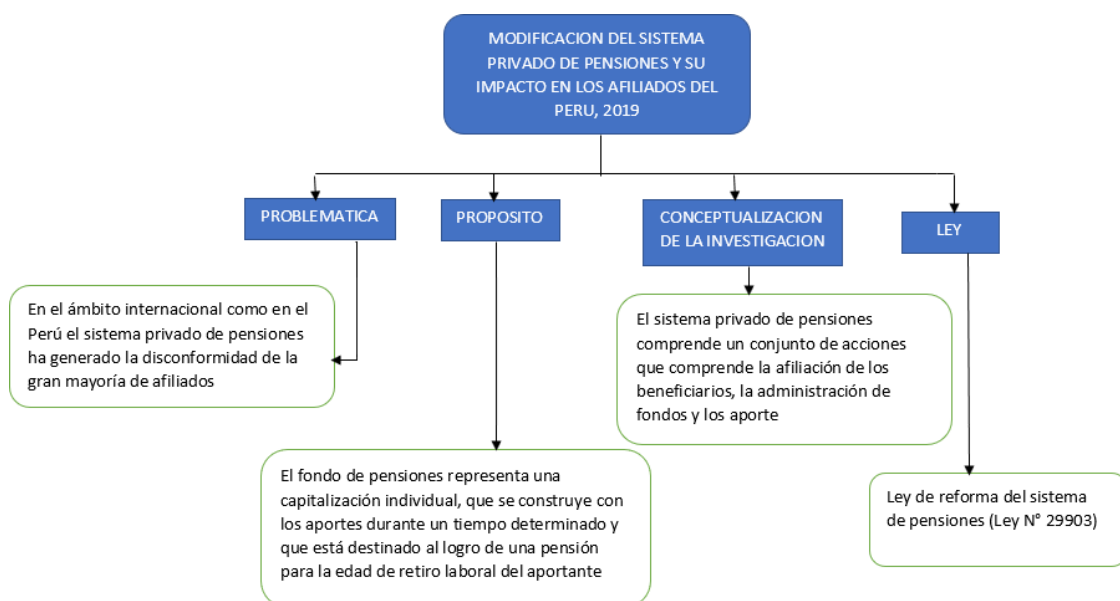 MODIFICACION DEL SISTEMA
PRIVADO DE PENSIONES Y SU
IMPACTO EN LOS AFILIADOS DEL
PERU, 2019
PROBLEMATICA
PROPOSITO
CONCEPTUALIZACION
DE LA INVESTIGACION
LEY
En el ámbito internacional como en el
Perú el sistema privado de pensiones
ha generado la disconformidad de la
gran mayoría de afiliados
El sistema privado de pensiones
comprende un conjunto de acciones
que comprende la afiliación de los
beneficiarios, la administración de
fondos y los aporte
El fondo de pensiones representa una
capitalización individual, que se construye con
los aportes durante un tiempo determinado y
que está destinado al logro de una pensión
para la edad de retiro laboral del aportante
Ley de reforma del sistema
de pensiones (Ley N° 29903)